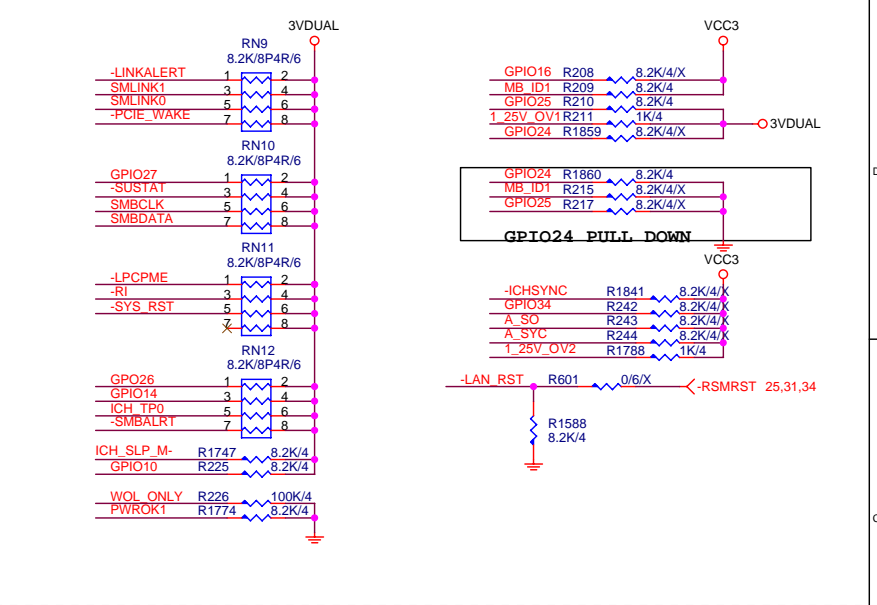 3VDUAL
RN9
8.2K/8P4R/6
-LINKALERT 1 2
SMLINK1 3 4
SMLINK0 5 6
-PCIE_WAKE 7 8
RN10
8.2K/8P4R/6
GPIO27 1 2
-SUSTAT 3 4
SMBCLK 5 6
SMBDATA 7 8
RN11
8.2K/8P4R/6
-LPCPME 1 2
-RI 3 4
-SYS_RST 5 6
7 8
RN12
8.2K/8P4R/6
GPO26 1 2
GPIO14 3 4
ICH_TP0 5 6
-SMBALRT 7 8
ICH_SLP_M- R1747 8.2K/4
GPIO10 R225 8.2K/4
WOL_ONLY R226 100K/4
PWROK1 R1774 8.2K/4
VCC3
GPIO16 R208 8.2K/4/X
MB_ID1 R209 8.2K/4
GPIO25 R210 8.2K/4
1_25V_OV1 R211 1K/4
3VDUAL
GPIO24 R1859 8.2K/4/X
GPIO24 R1860 8.2K/4
MB_ID1 R215 8.2K/4/X
GPIO25 R217 8.2K/4/X
GPIO24 PULL DOWN
VCC3
-ICHSYNC R1841 8.2K/4/X
GPIO34 R242 8.2K/4/X
A_SO R243 8.2K/4/X
A_SYC R244 8.2K/4/X
1_25V_OV2 R1788 1K/4
-LAN_RST R601 0/6/X -RSMRST 25,31,34
R1588
8.2K/4